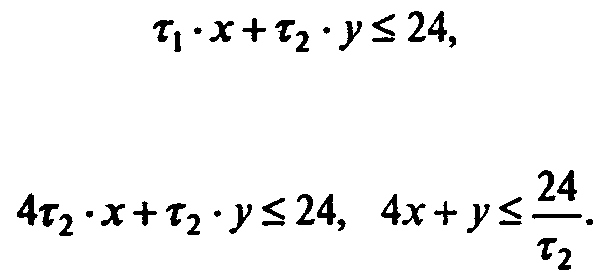 τ₁ · x + τ₂ · y ≤ 24,
4τ₂ · x + τ₂ · y ≤ 24, 4x + y ≤ 24/τ₂.